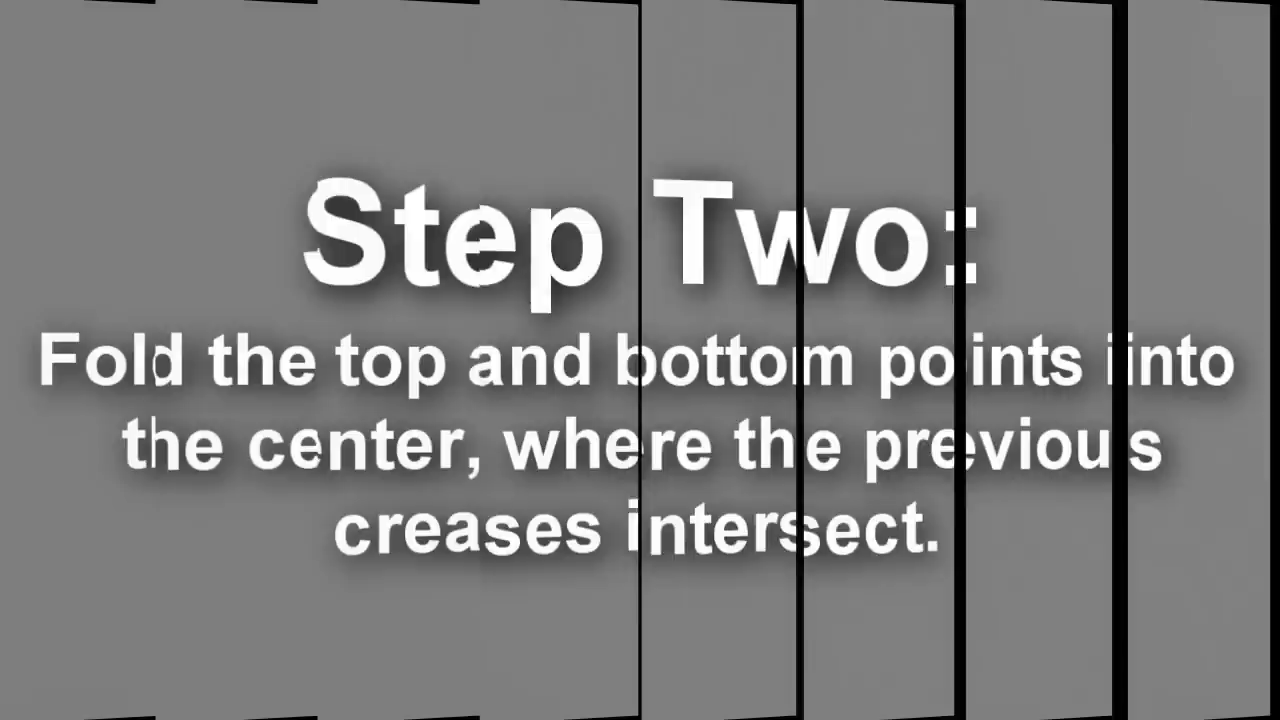 Step Two:
Fold the top and bottom points into
the center, where the previous
creases intersect.